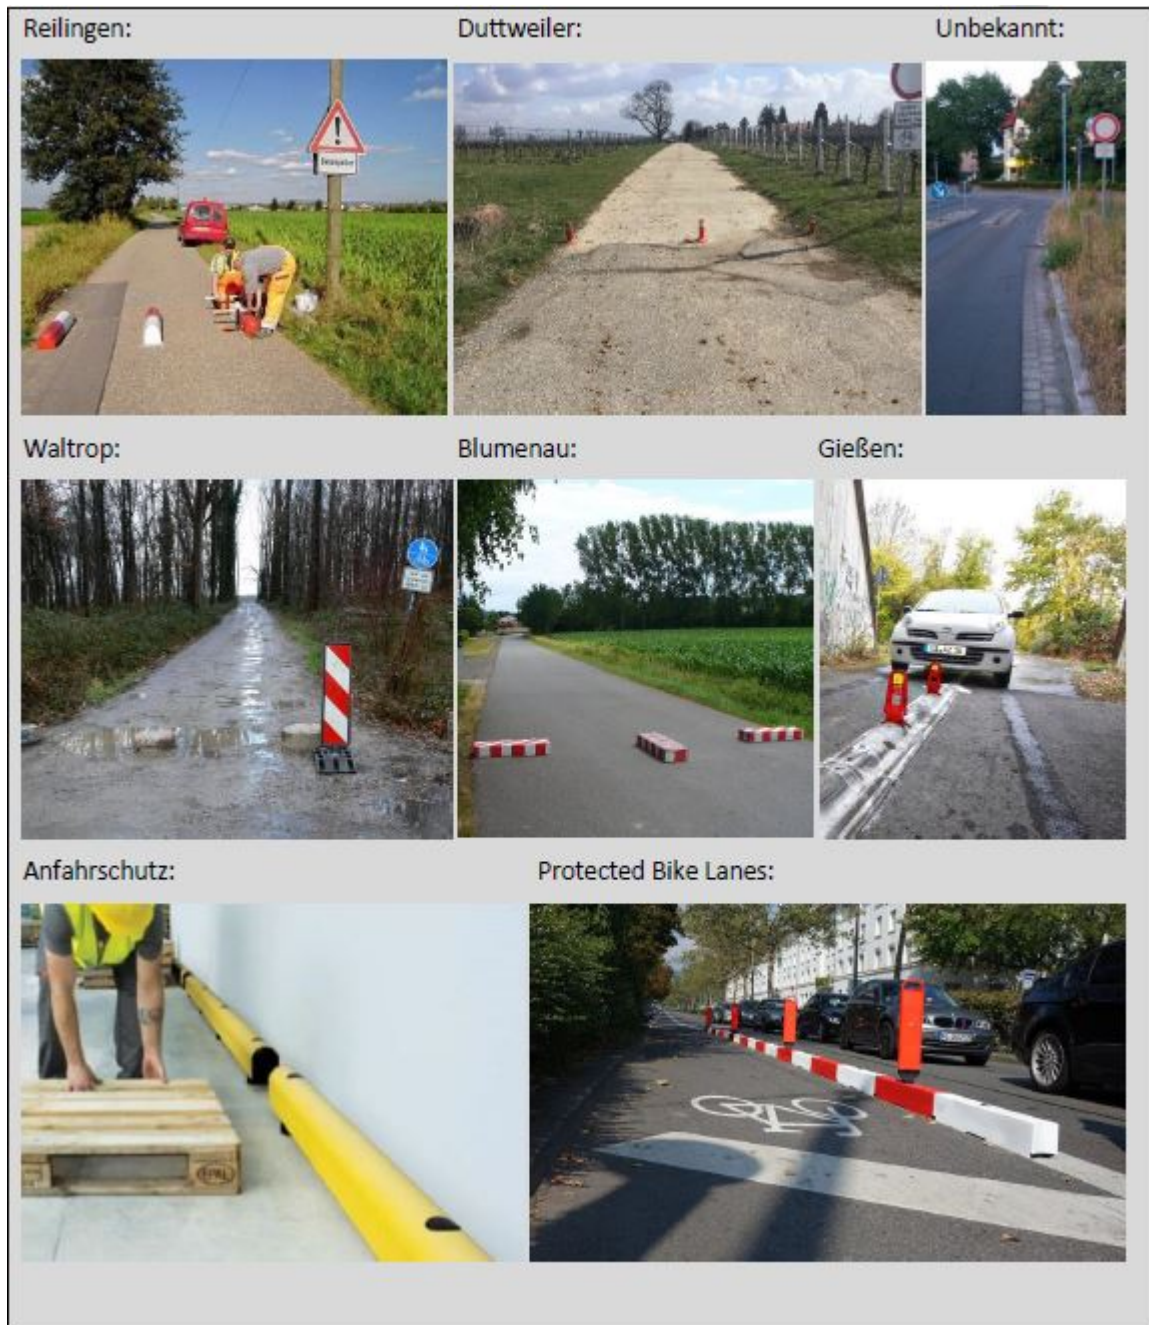 Reilingen:
Duttweiler:
Unbekannt:
Waltrop:
Blumenau:
Gießen:
Anfahrschutz:
Protected Bike Lanes: